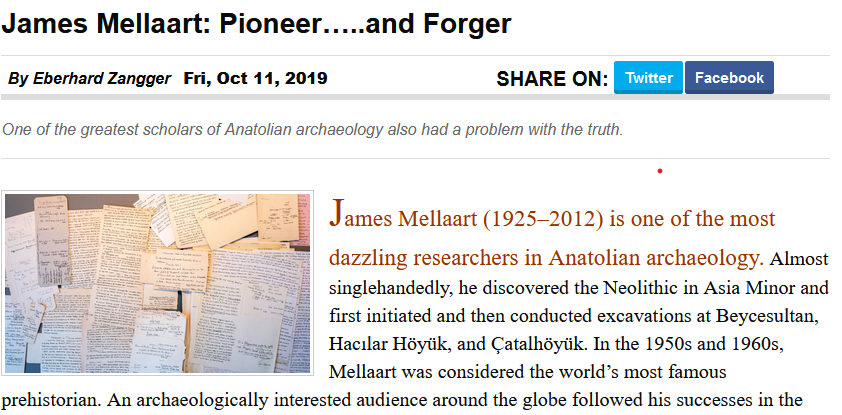 James Mellaart: Pioneer…..and Forger
By Eberhard Zangger Fri, Oct 11, 2019
SHARE ON: Twitter Facebook
One of the greatest scholars of Anatolian archaeology also had a problem with the truth.
James Mellaart (1925–2012) is one of the most
dazzling researchers in Anatolian archaeology. Almost
singlehandedly, he discovered the Neolithic in Asia Minor and
first initiated and then conducted excavations at Beycesultan,
Hacılar Höyük, and Çatalhöyük. In the 1950s and 1960s,
Mellaart was considered the world’s most famous
prehistorian. An archaeologically interested audience around the globe followed his successes in the